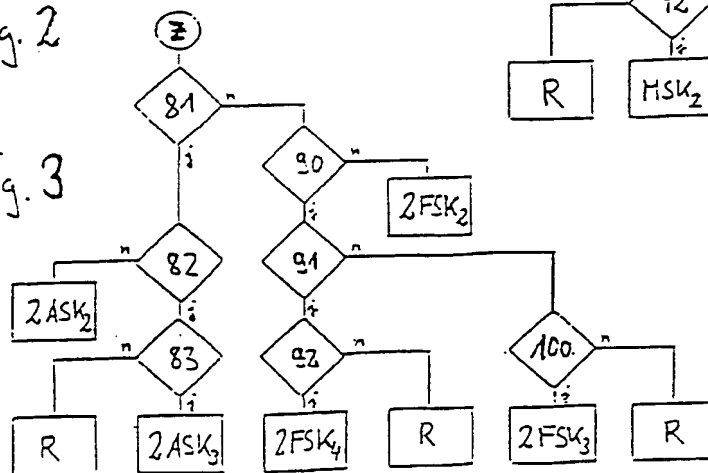 g. 2
Z
12
j
R
MSK₂
81
n
j
g. 3
90
n
j
2FSK₂
82
n
j
2ASK₂
91
n
j
83
n
j
92
n
j
100.
n
j
R
2ASK₃
2FSK₄
R
2FSK₃
R